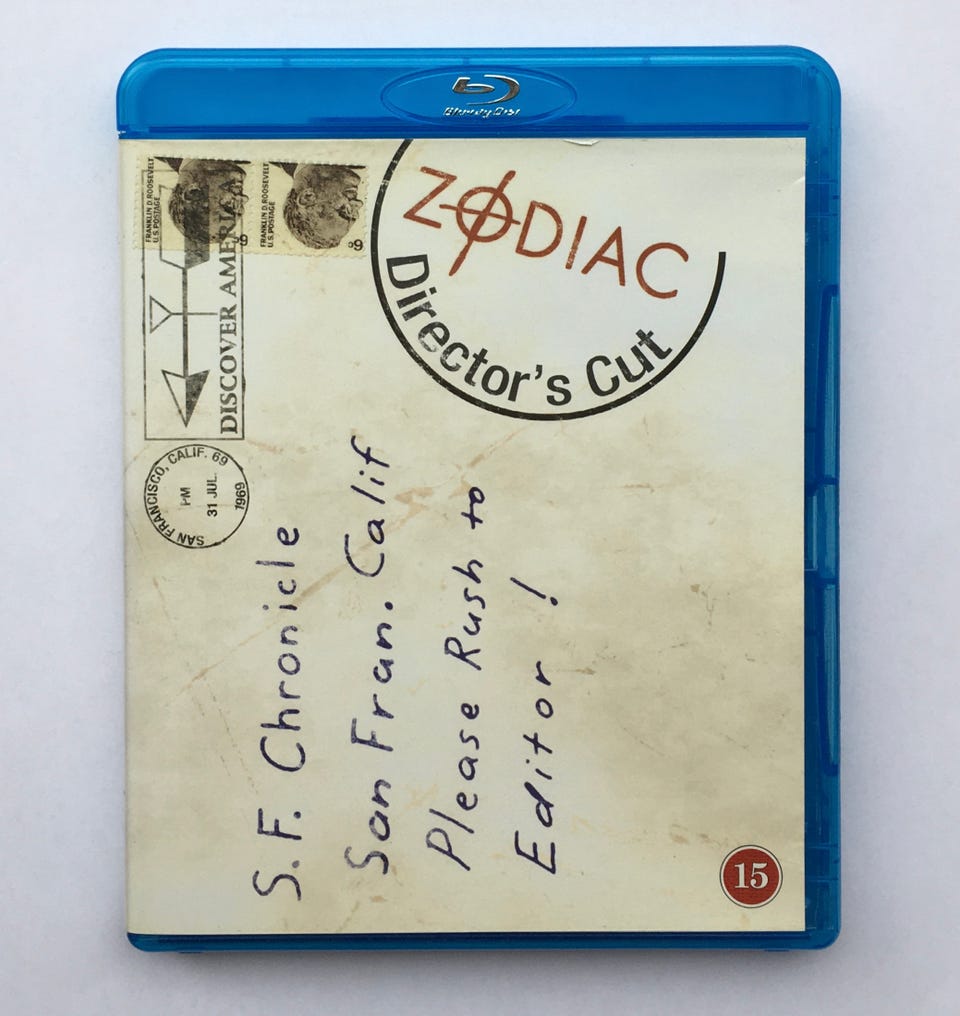 Blu-ray Disc
ZODIAC
Director's Cut
FRANKLIN D. ROOSEVELT
U.S. POSTAGE
6¢
FRANKLIN D. ROOSEVELT
U.S. POSTAGE
6¢
DISCOVER AMERICA
SAN FRANCISCO, CALIF. 69
PM
31 JUL
1969
S.F. Chronicle
San Fran. Calif
Please Rush to
Editor!
15